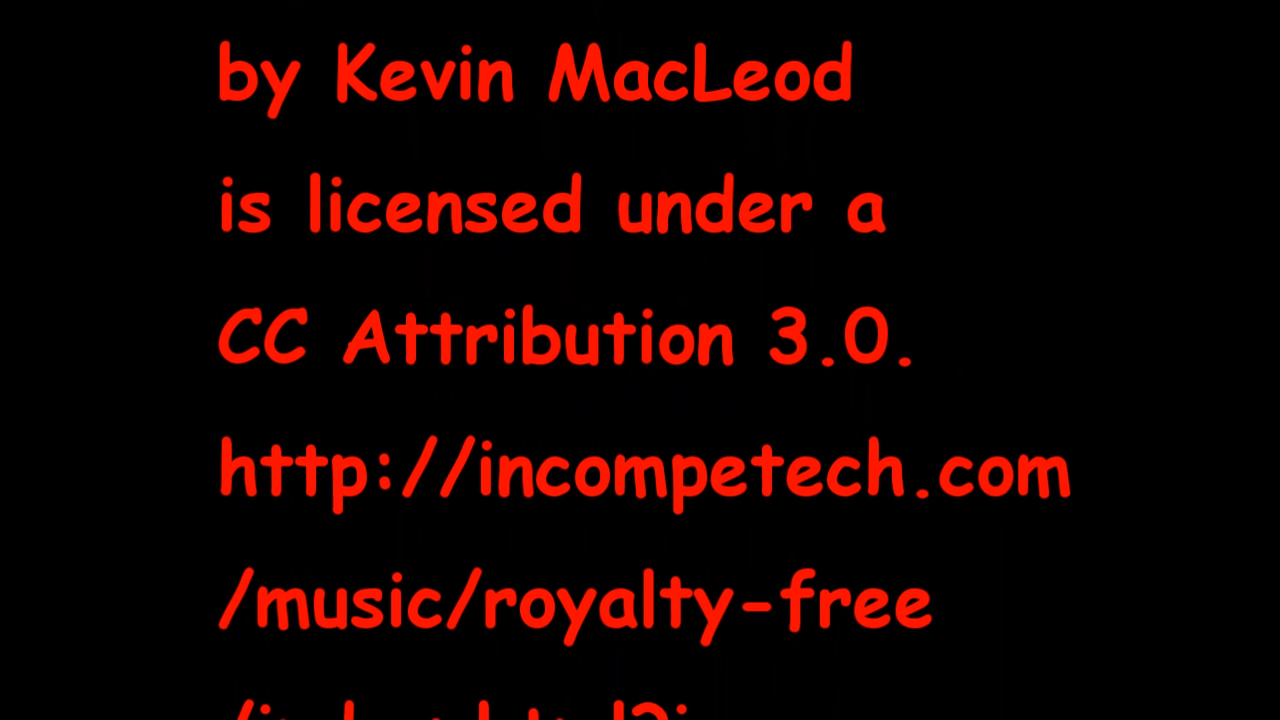 by Kevin MacLeod
is licensed under a
CC Attribution 3.0.
http://incompetech.com
/music/royalty-free